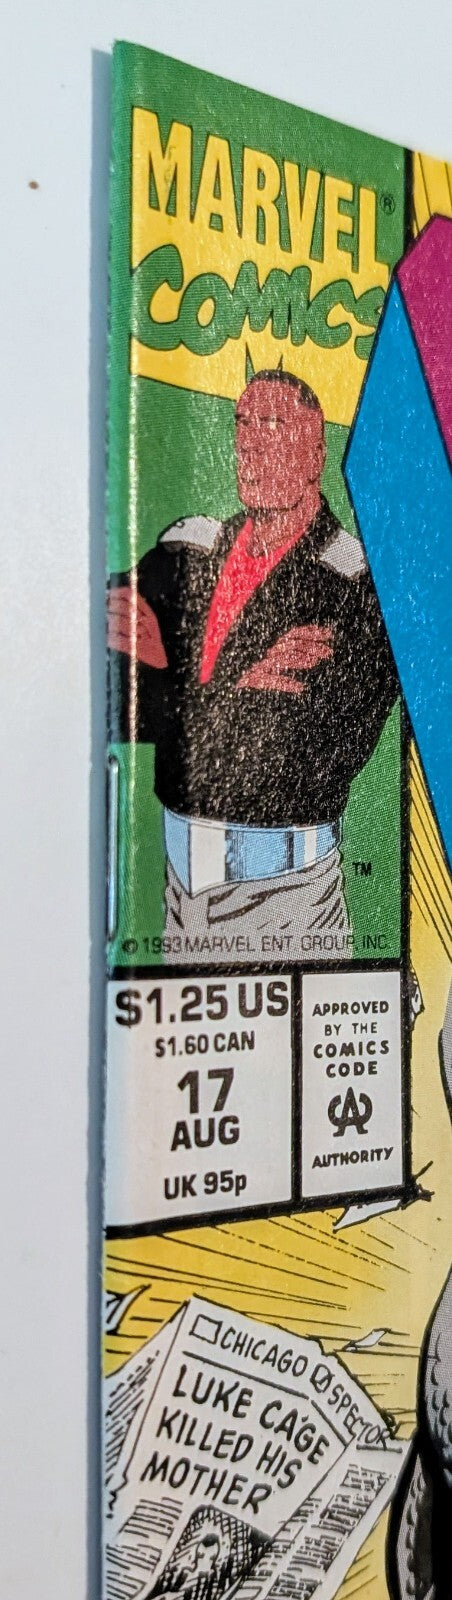 MARVEL®
COMICS
TM
© 1993 MARVEL ENT. GROUP, INC.
$1.25 US
$1.60 CAN
17
AUG
UK 95p
APPROVED
BY THE
COMICS
CODE
CA
AUTHORITY
CHICAGO SPECTOR
LUKE CAGE
KILLED HIS
MOTHER